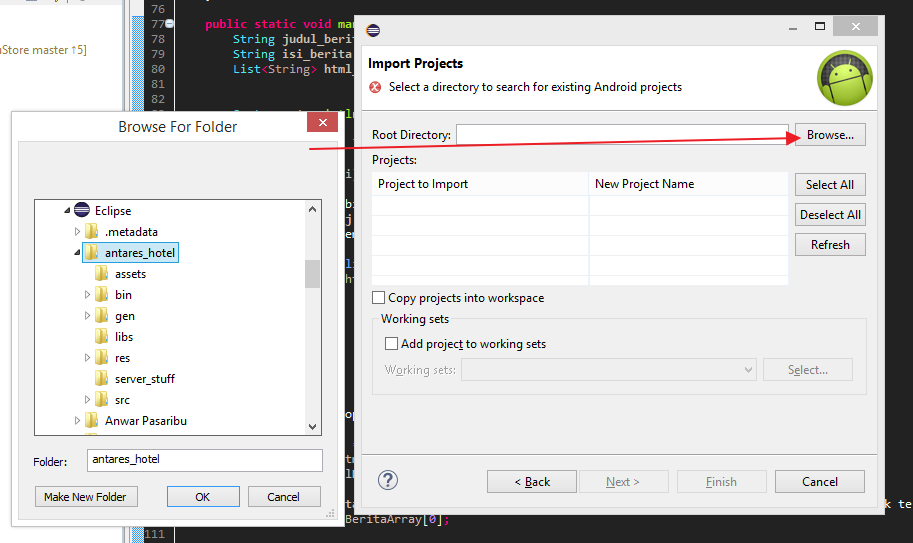 76
77
78
79
80
81
82
83
111
public static void ma
String judul_berit
String isi_berita
List<String> html_
aStore master ↑5]
BeritaArray[0];
Browse For Folder
Eclipse
.metadata
antares_hotel
assets
bin
gen
libs
res
server_stuff
src
Anwar Pasaribu
Folder:
antares_hotel
Make New Folder
OK
Cancel
Import Projects
Select a directory to search for existing Android projects
Root Directory:
Browse...
Projects:
Project to Import
New Project Name
Select All
Deselect All
Refresh
Copy projects into workspace
Working sets
Add project to working sets
Working sets:
Select...
?
< Back
Next >
Finish
Cancel
k te